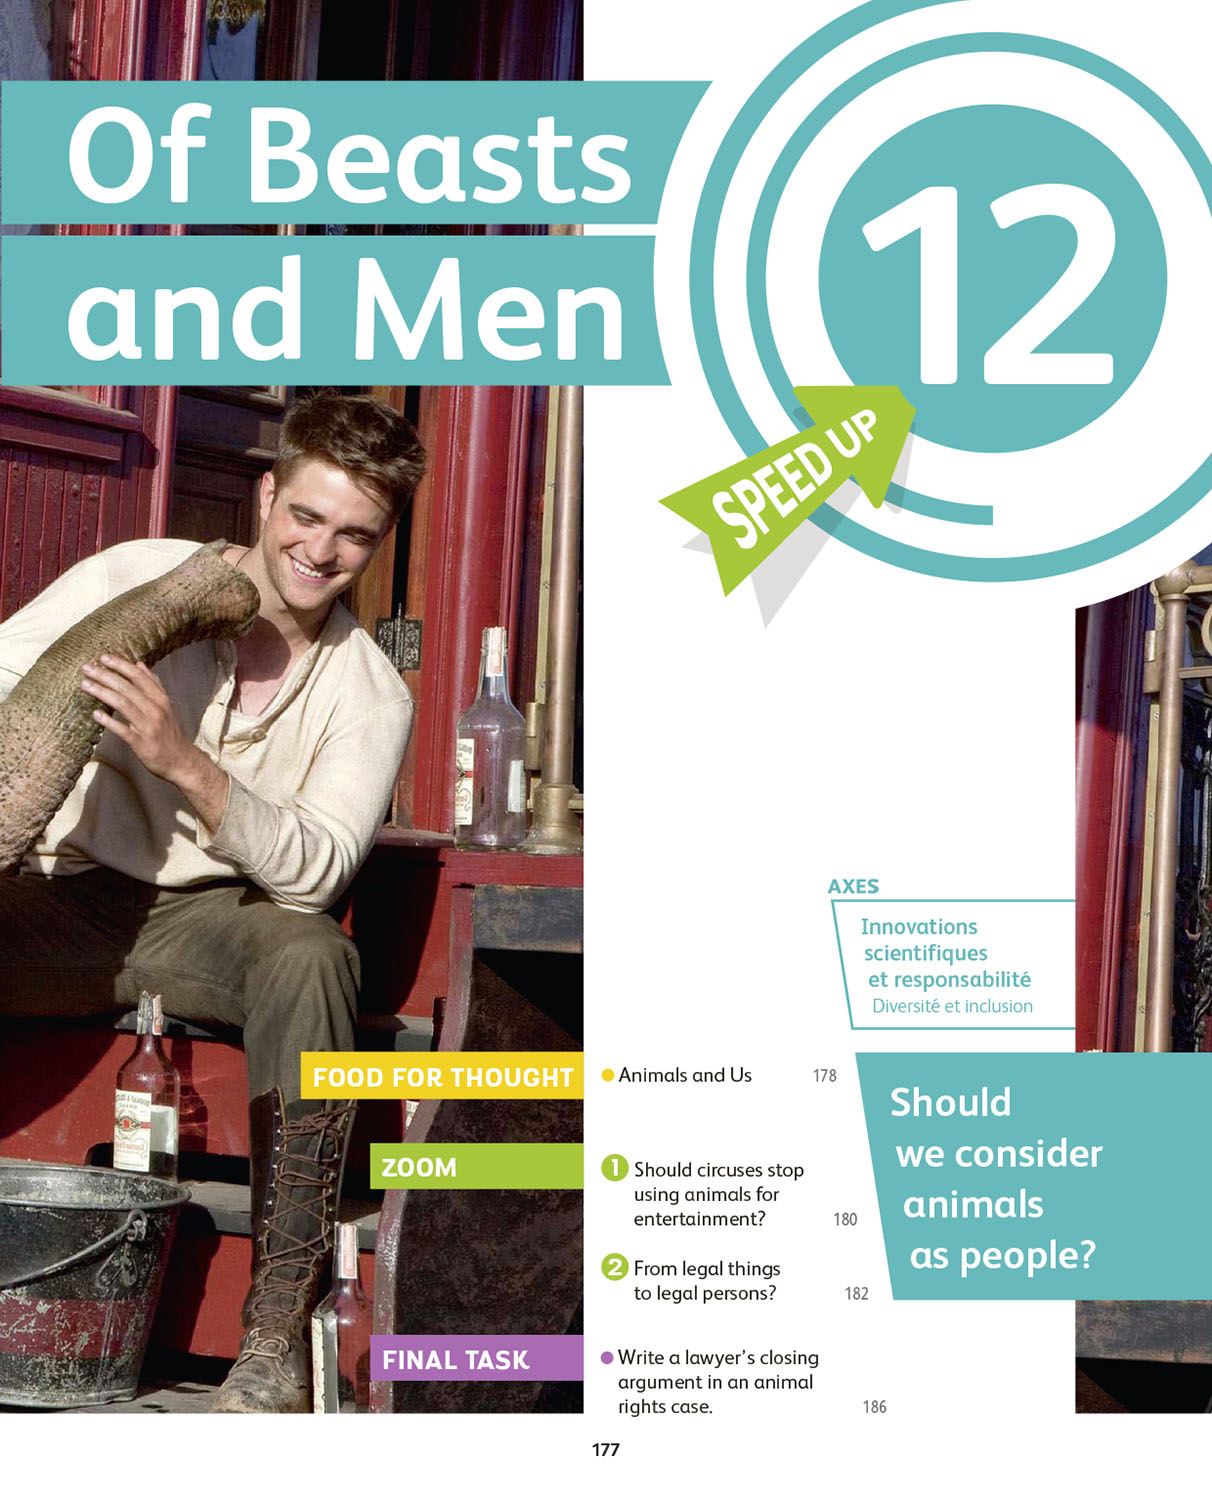 Of Beasts
and Men
12
SPEED UP
AXES
Innovations
scientifiques
et responsabilité
Diversité et inclusion
Should
we consider
animals
as people?
FOOD FOR THOUGHT
Animals and Us 178
ZOOM
1 Should circuses stop
using animals for
entertainment? 180
2 From legal things
to legal persons? 182
FINAL TASK
Write a lawyer's closing
argument in an animal
rights case. 186
177